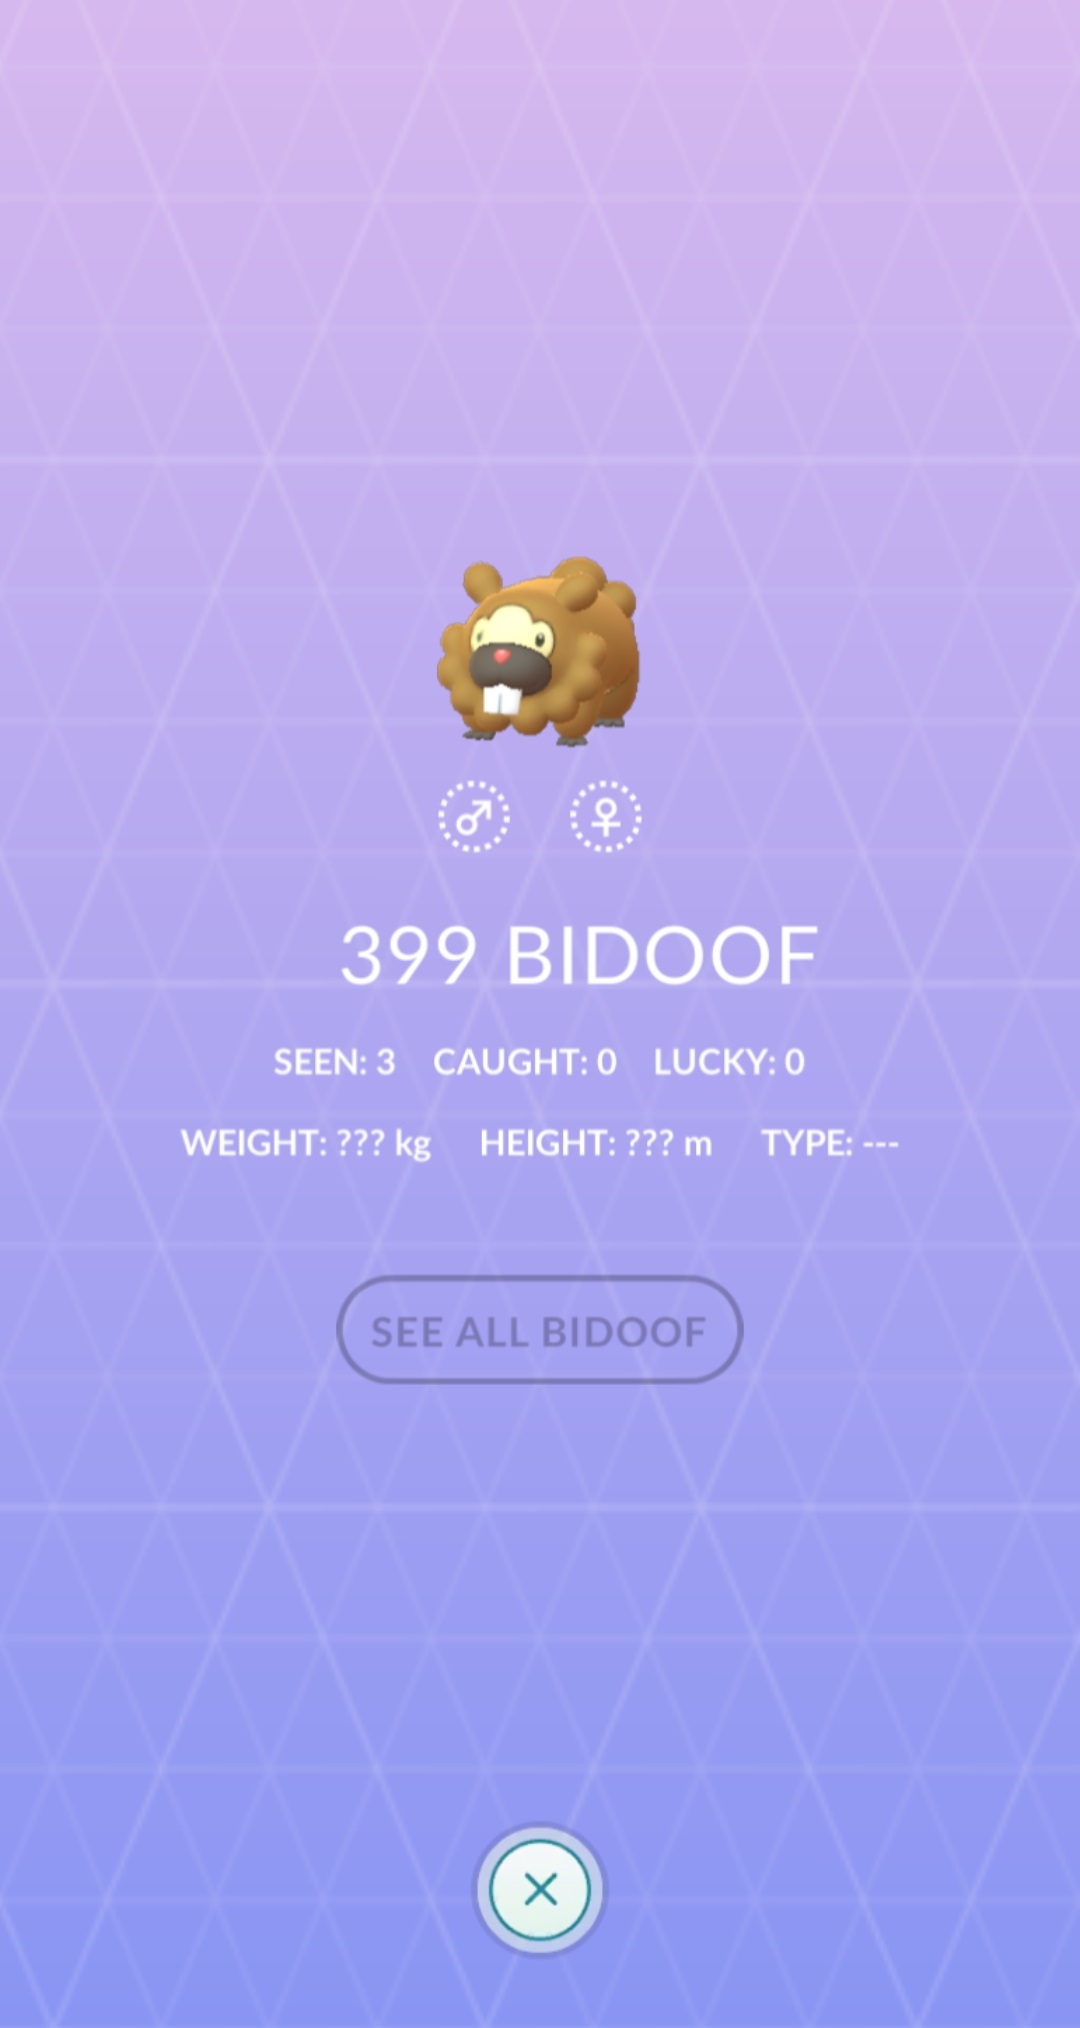 399 BIDOOF
SEEN: 3 CAUGHT: 0 LUCKY: 0
WEIGHT: ??? kg HEIGHT: ??? m TYPE: ---
SEE ALL BIDOOF